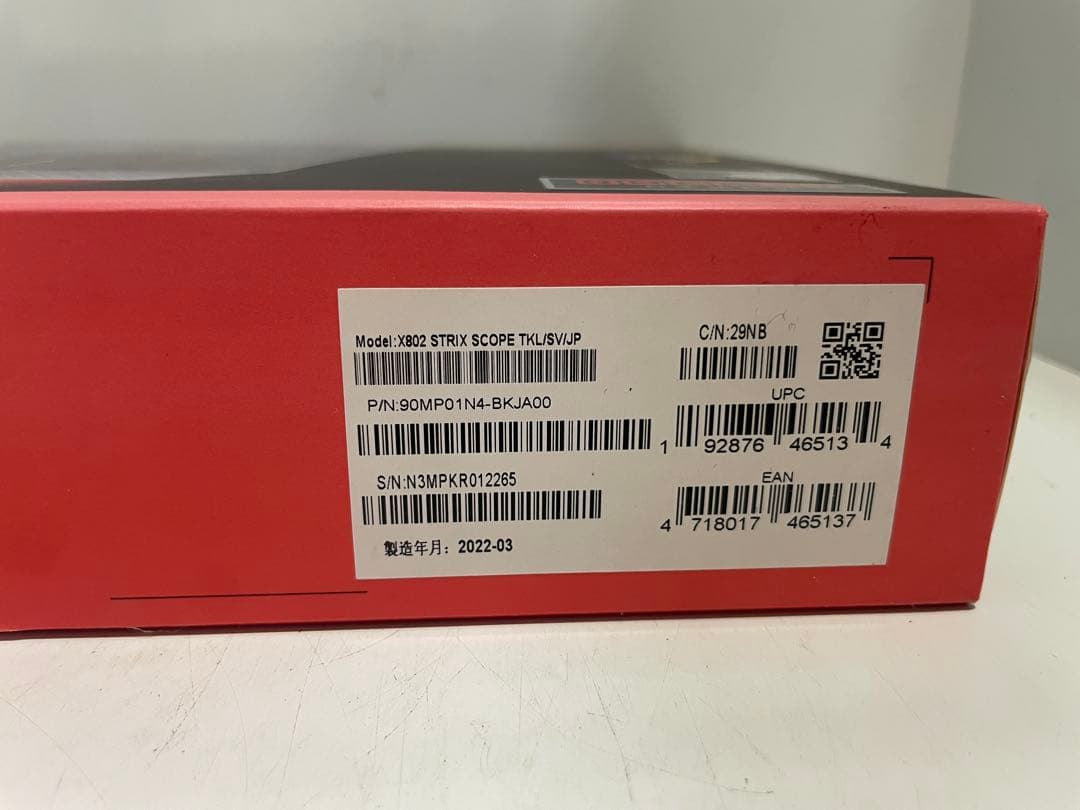 Model:X802 STRIX SCOPE TKL/SV/JP
P/N:90MP01N4-BKJA00
S/N:N3MPKR012265
製造年月：2022-03
C/N:29NB
UPC
1 92876 46513 4
EAN
4 718017 465137